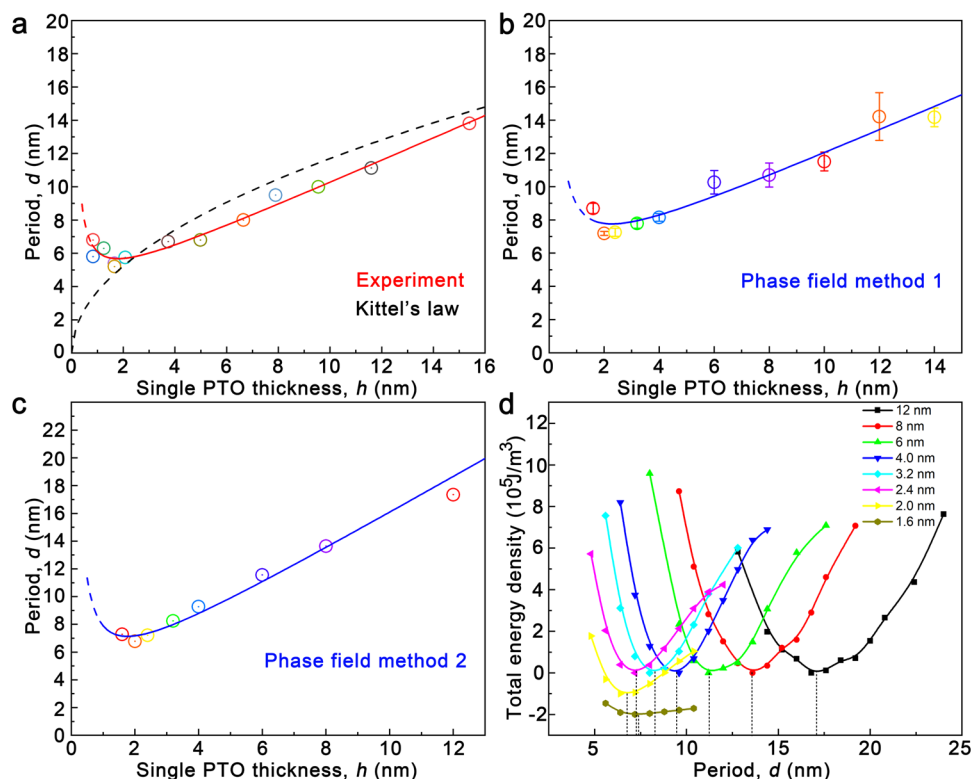 a
20
18
16
14
12
10
8
6
4
2
0
Period, d (nm)
0 2 4 6 8 10 12 14 16
Single PTO thickness, h (nm)
Experiment
Kittel's law
b
20
18
16
14
12
10
8
6
4
2
0
Period, d (nm)
2 4 6 8 10 12 14
Single PTO thickness, h (nm)
Phase field method 1
c
22
20
18
16
14
12
10
8
6
4
2
0
Period, d (nm)
0 2 4 6 8 10 12
Single PTO thickness, h (nm)
Phase field method 2
d
12
10
8
6
4
2
0
-2
Total energy density (10⁵J/m³)
5 10 15 20 25
Period, d (nm)
12 nm
8 nm
6 nm
4.0 nm
3.2 nm
2.4 nm
2.0 nm
1.6 nm